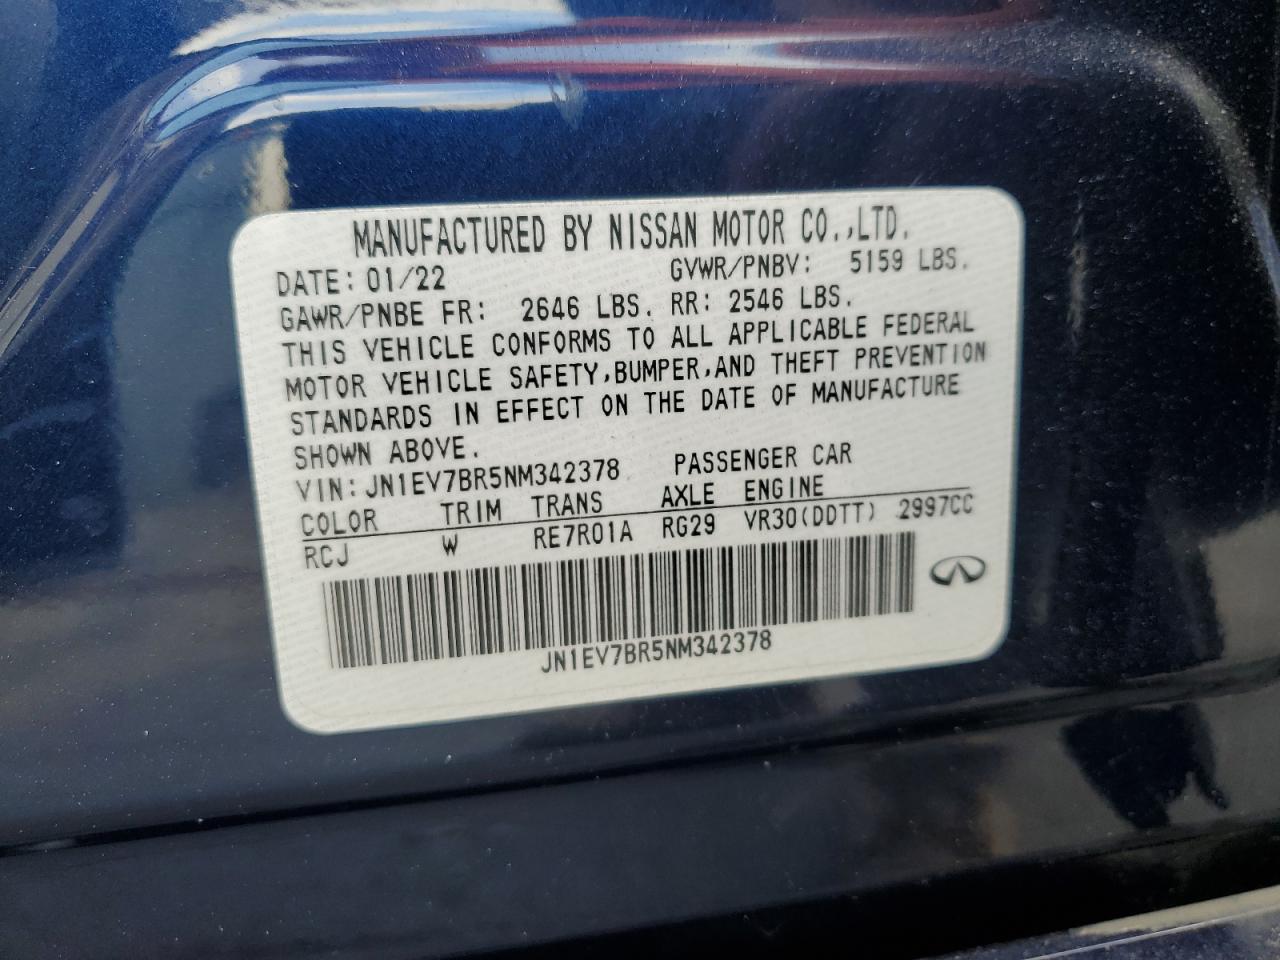 MANUFACTURED BY NISSAN MOTOR CO.,LTD.
DATE: 01/22 GVWR/PNBV: 5159 LBS.
GAWR/PNBE FR: 2646 LBS. RR: 2546 LBS.
THIS VEHICLE CONFORMS TO ALL APPLICABLE FEDERAL
MOTOR VEHICLE SAFETY,BUMPER,AND THEFT PREVENTION
STANDARDS IN EFFECT ON THE DATE OF MANUFACTURE
SHOWN ABOVE.
VIN: JN1EV7BR5NM342378 PASSENGER CAR
COLOR TRIM TRANS AXLE ENGINE
RCJ W RE7R01A RG29 VR30(DDTT) 2997CC
JN1EV7BR5NM342378